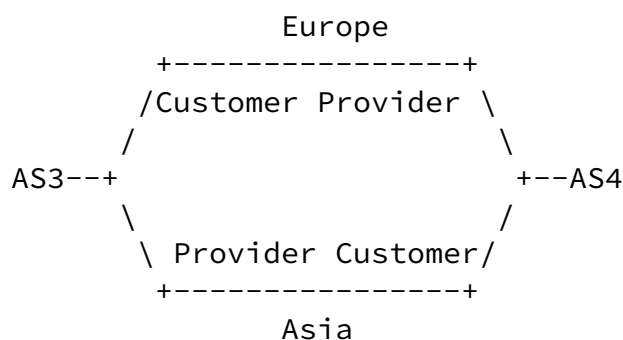 Europe
+----------------+
/Customer Provider \
/ \
AS3--+ +--AS4
\ /
\ Provider Customer/
+----------------+
Asia